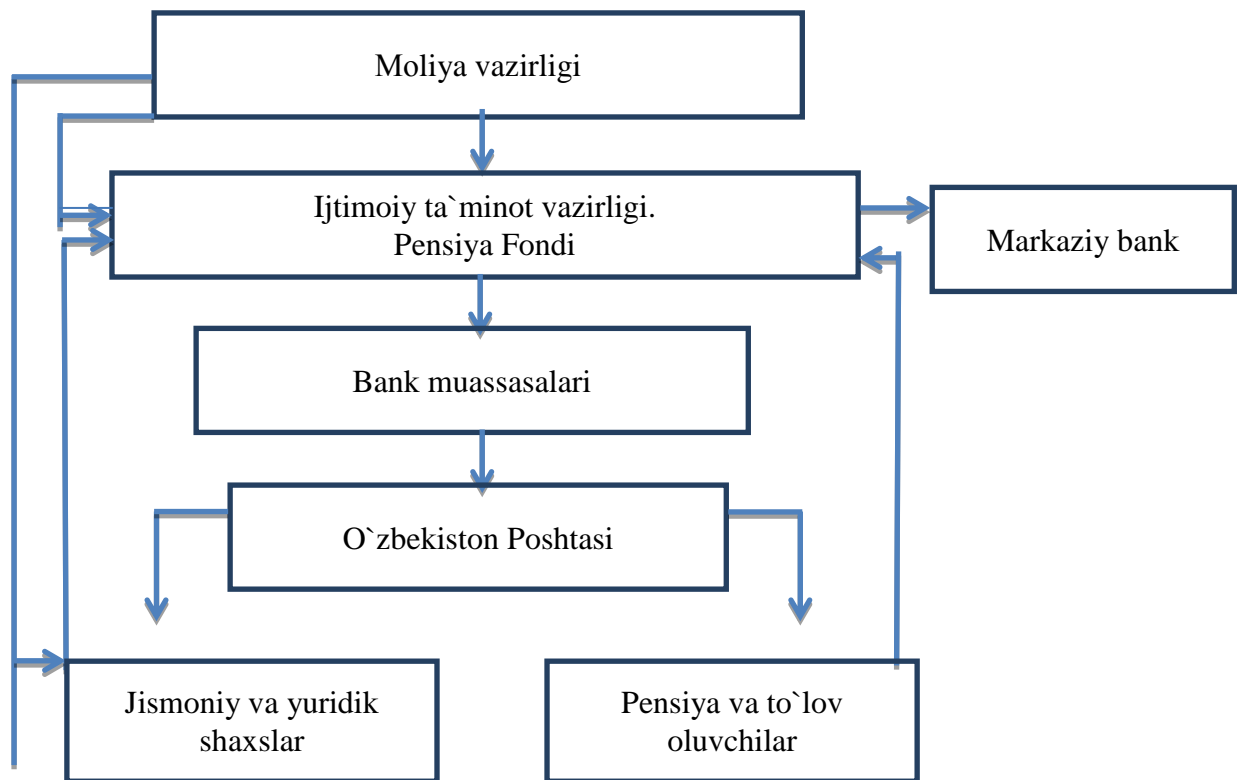 Moliya vazirligi
Ijtimoiy ta`minot vazirligi.
Pensiya Fondi
Markaziy bank
Bank muassasalari
O`zbekiston Poshtasi
Jismoniy va yuridik
shaxslar
Pensiya va to`lov
oluvchilar